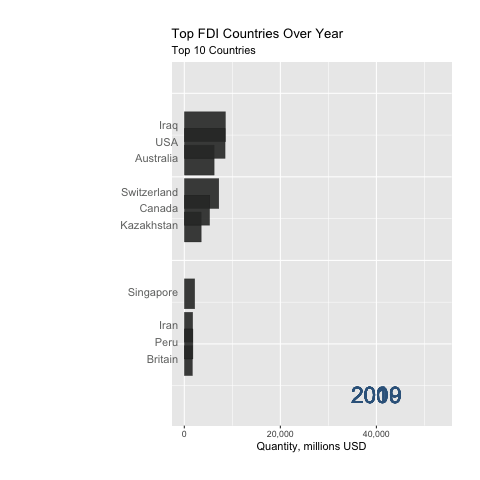 Top FDI Countries Over Year
Top 10 Countries
Iraq
USA
Australia
Switzerland
Canada
Kazakhstan
Singapore
Iran
Peru
Britain
0
20,000
40,000
Quantity, millions USD